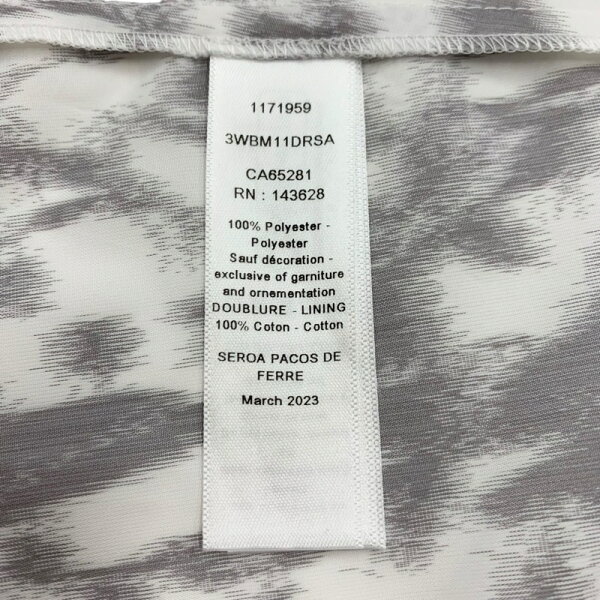 1171959
3WBM11DRSA
CA65281
RN : 143628
100% Polyester -
Polyester
Sauf décoration -
exclusive of garniture
and ornementation
DOUBLURE - LINING
100% Coton - Cotton
SEROA PACOS DE
FERRE
March 2023